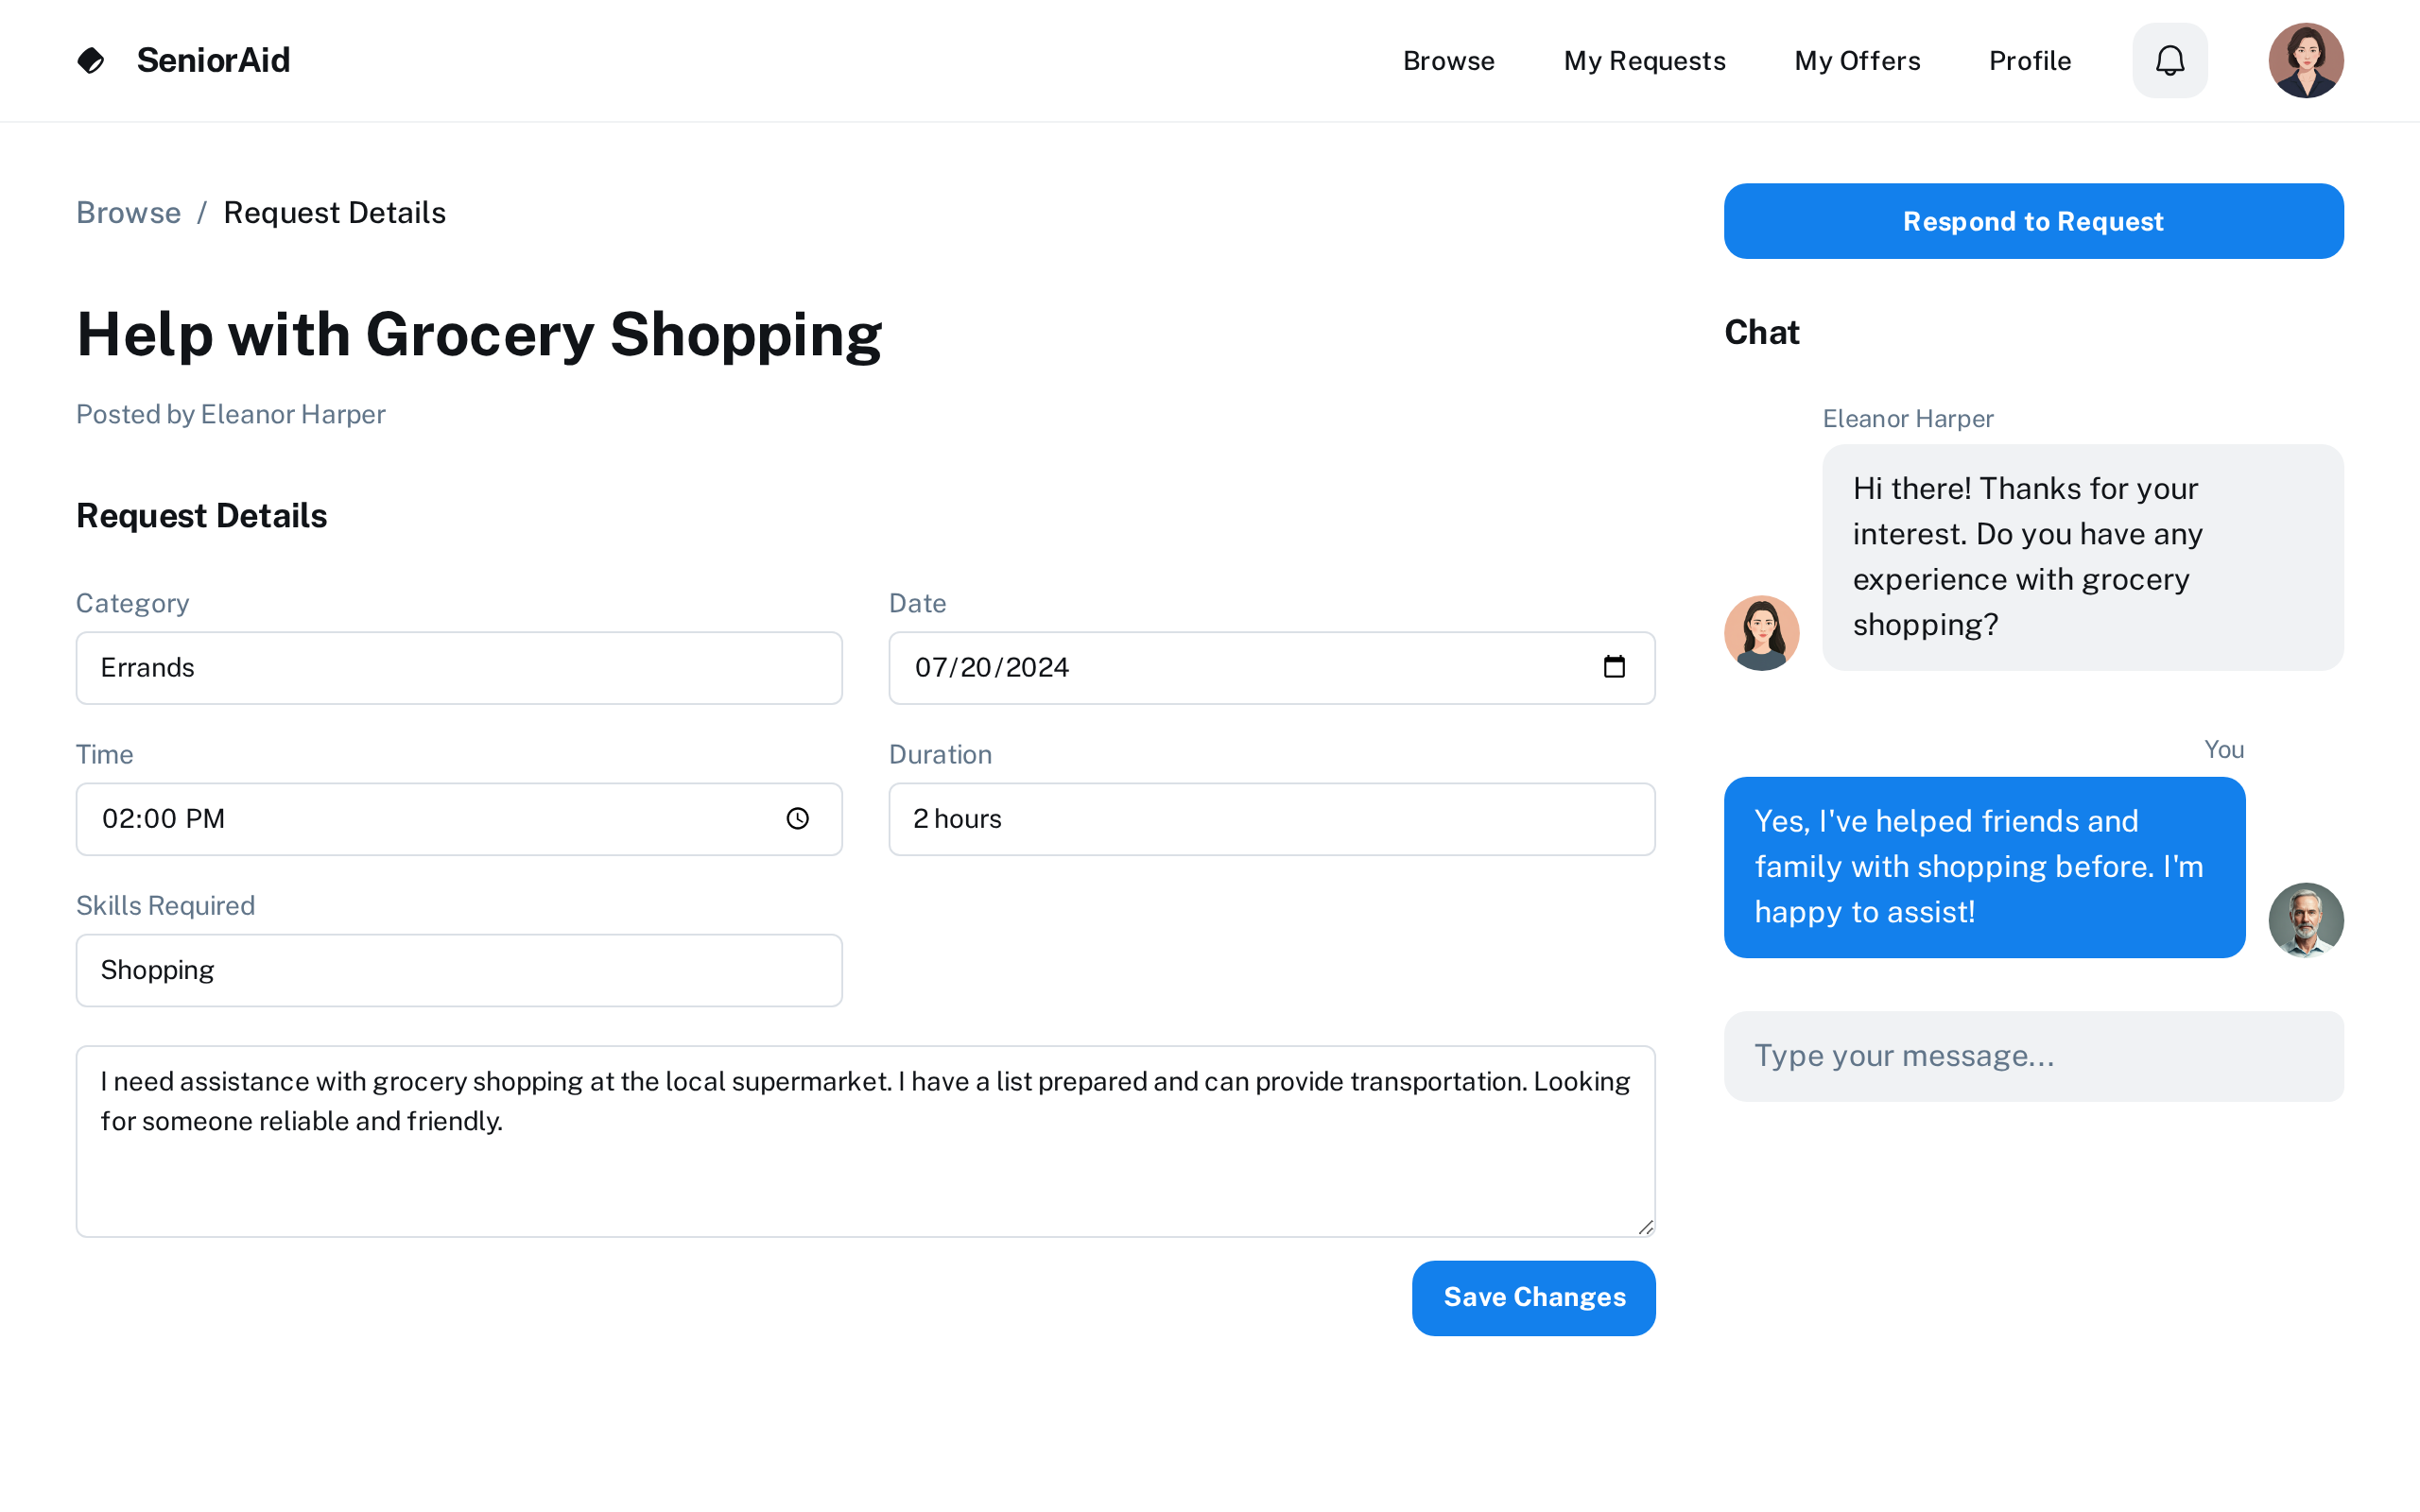 SeniorAid
Browse
My Requests
My Offers
Profile
Browse / Request Details
Help with Grocery Shopping
Posted by Eleanor Harper
Request Details
Category
Errands
Date
07/20/2024
Time
02:00 PM
Duration
2 hours
Skills Required
Shopping
I need assistance with grocery shopping at the local supermarket. I have a list prepared and can provide transportation. Looking
for someone reliable and friendly.
Save Changes
Respond to Request
Chat
Eleanor Harper
Hi there! Thanks for your
interest. Do you have any
experience with grocery
shopping?
You
Yes, I've helped friends and
family with shopping before. I'm
happy to assist!
Type your message...